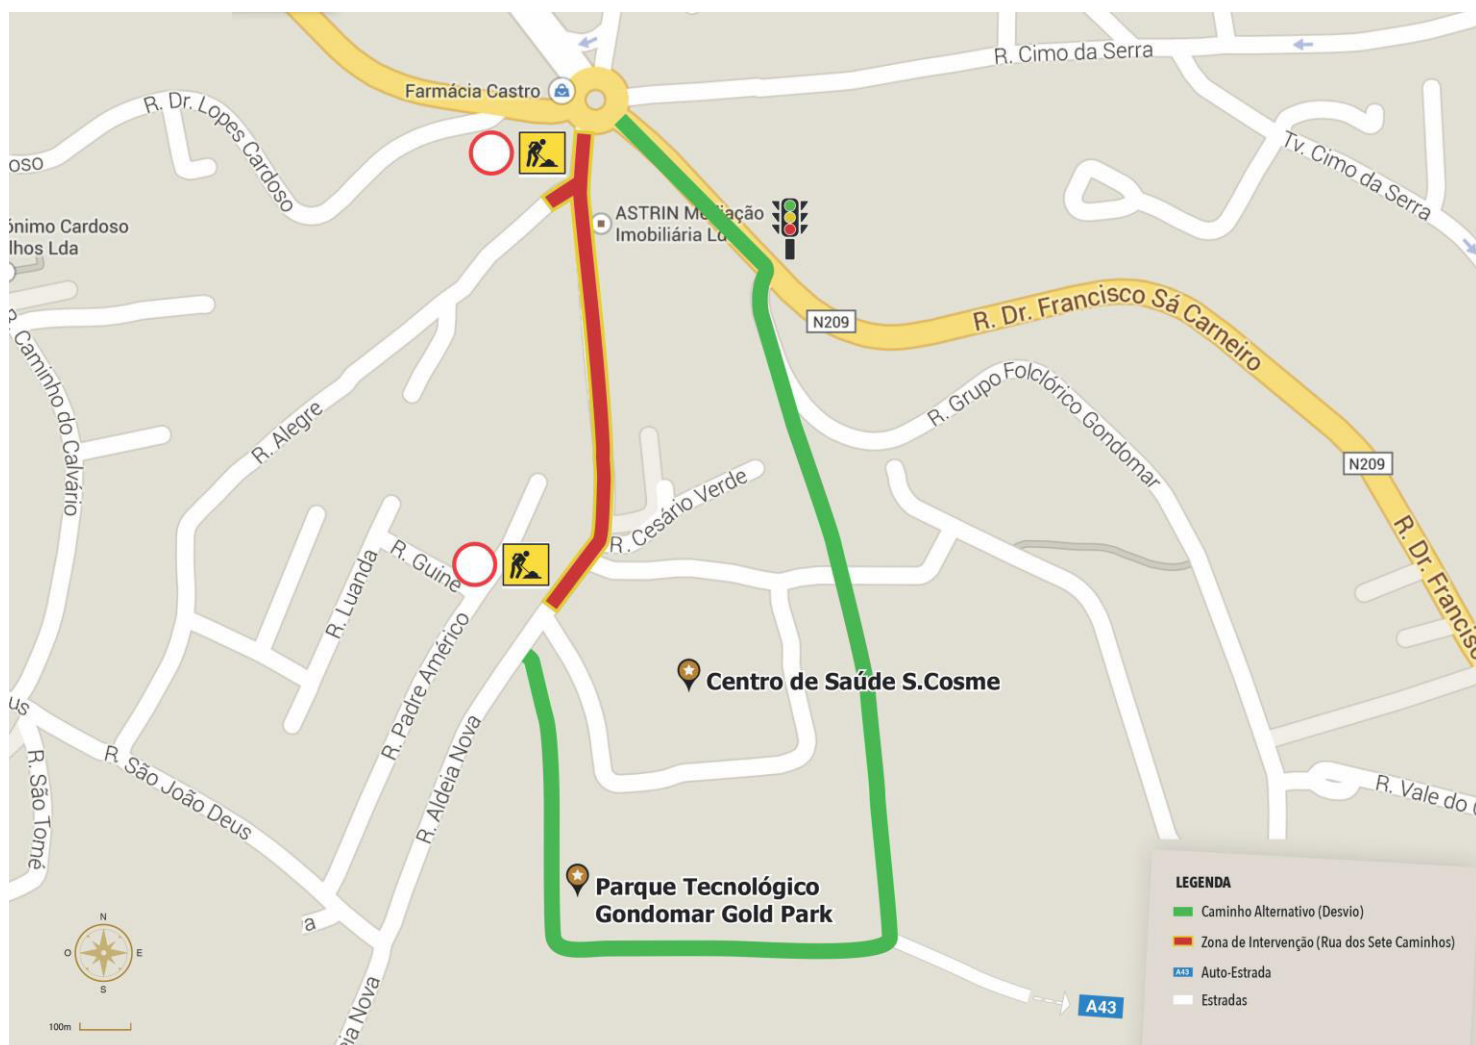 R. Cimo da Serra
Farmácia Castro
R. Dr. Lopes Cardoso
oso
Tv. Cimo da Serra
ónimo Cardoso
lhos Lda
ASTRIN Mediação
Imobiliária Ld
N209
R. Dr. Francisco Sá Carneiro
R. Caminho do Calvário
R. Grupo Folclórico Gondomar
R. Alegre
N209
R. Cesário Verde
R. Dr. Francisco
R. Guine
R. Luanda
R. Padre Américo
Centro de Saúde S.Cosme
us
R. São João Deus
R. São Tomé
R. Aldeia Nova
R. Vale do
Parque Tecnológico
Gondomar Gold Park
a
N
O
E
S
100m
eia Nova
A43
LEGENDA
Caminho Alternativo (Desvio)
Zona de Intervenção (Rua dos Sete Caminhos)
A43 Auto-Estrada
Estradas